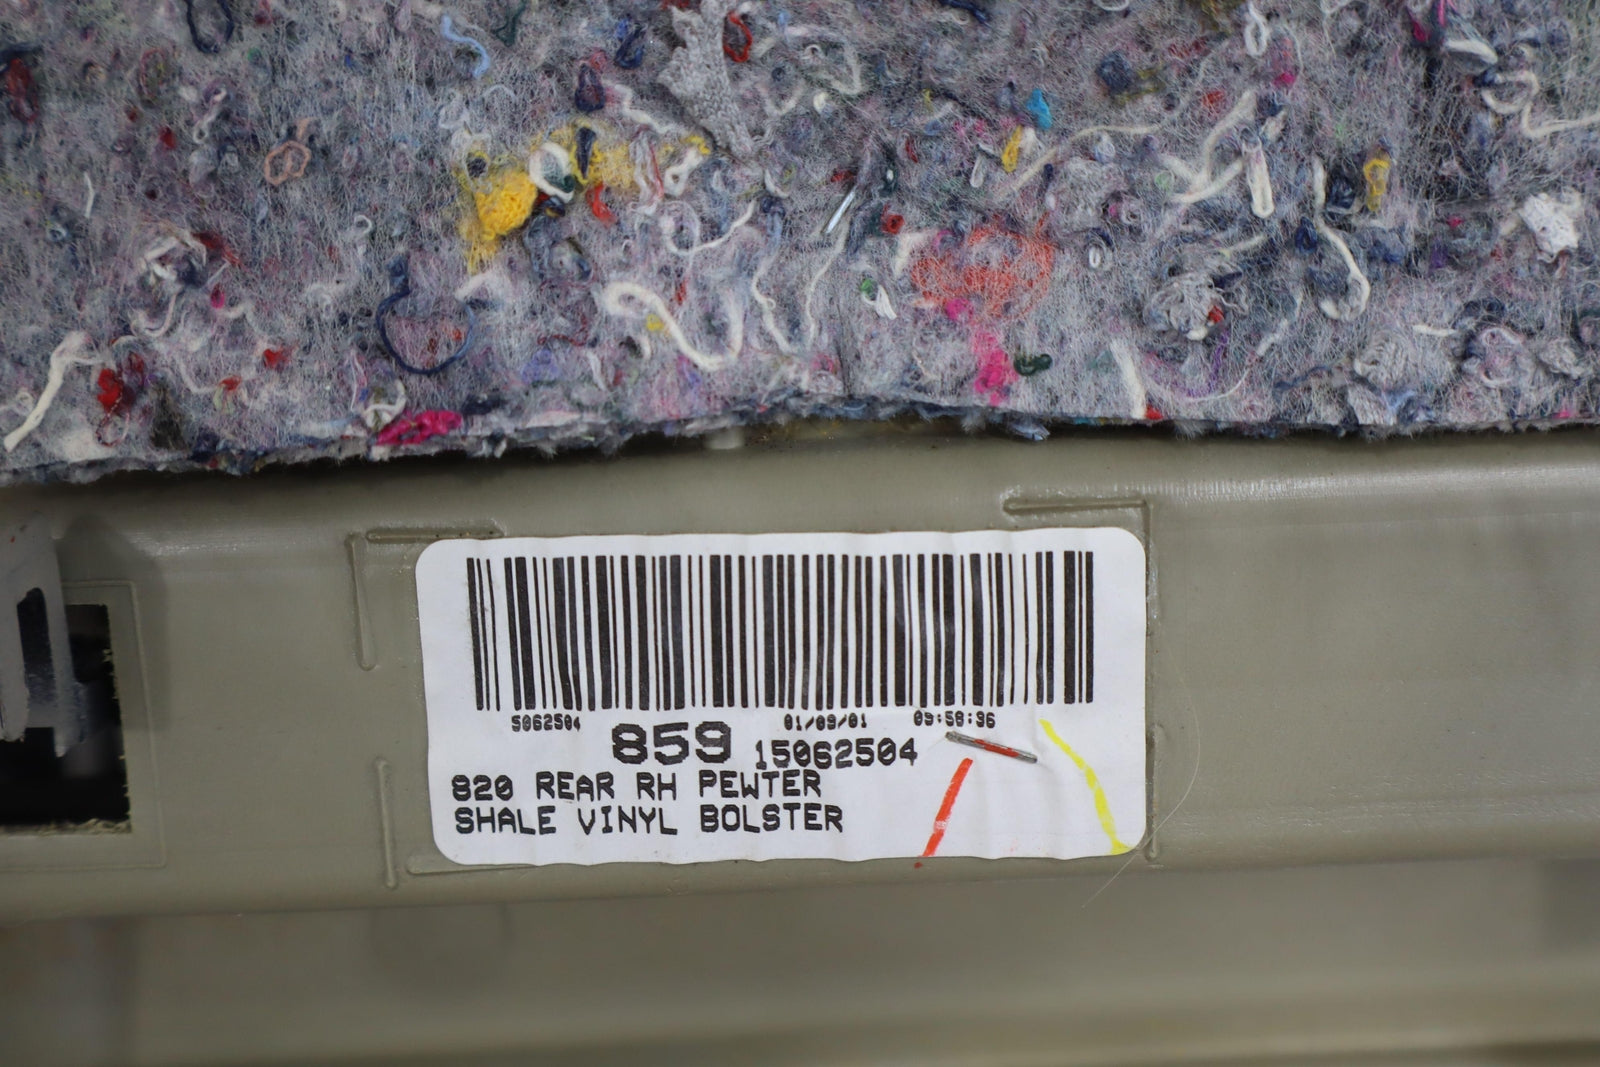 5062504 01/09/01 09:58:36
859 15062504
820 REAR RH PEWTER
SHALE VINYL BOLSTER